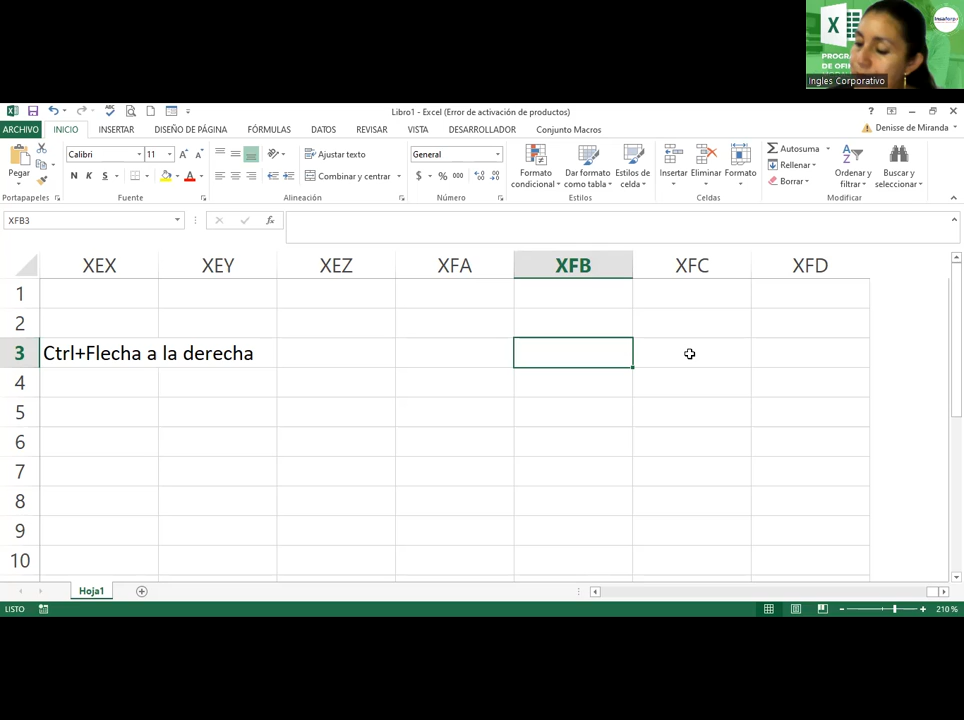 PROGR
DE OFI
Ingles Corporativo
Libro1 - Excel (Error de activación de productos)
ARCHIVO INICIO INSERTAR DISEÑO DE PÁGINA FÓRMULAS DATOS REVISAR VISTA DESARROLLADOR Conjunto Macros Denisse de Miranda
Pegar Calibri 11 Ajustar texto General Formato condicional Dar formato como tabla Estilos de celda Insertar Eliminar Formato Autosuma Ordenar y filtrar Buscar y seleccionar
N K S Combinar y centrar $ % 000 Rellenar
Borrar
Portapapeles Fuente Alineación Número Estilos Celdas Modificar
XFB3
XEX XEY XEZ XFA XFB XFC XFD
1
2
3 Ctrl+Flecha a la derecha
4
5
6
7
8
9
10
Hoja1
LISTO 210 %